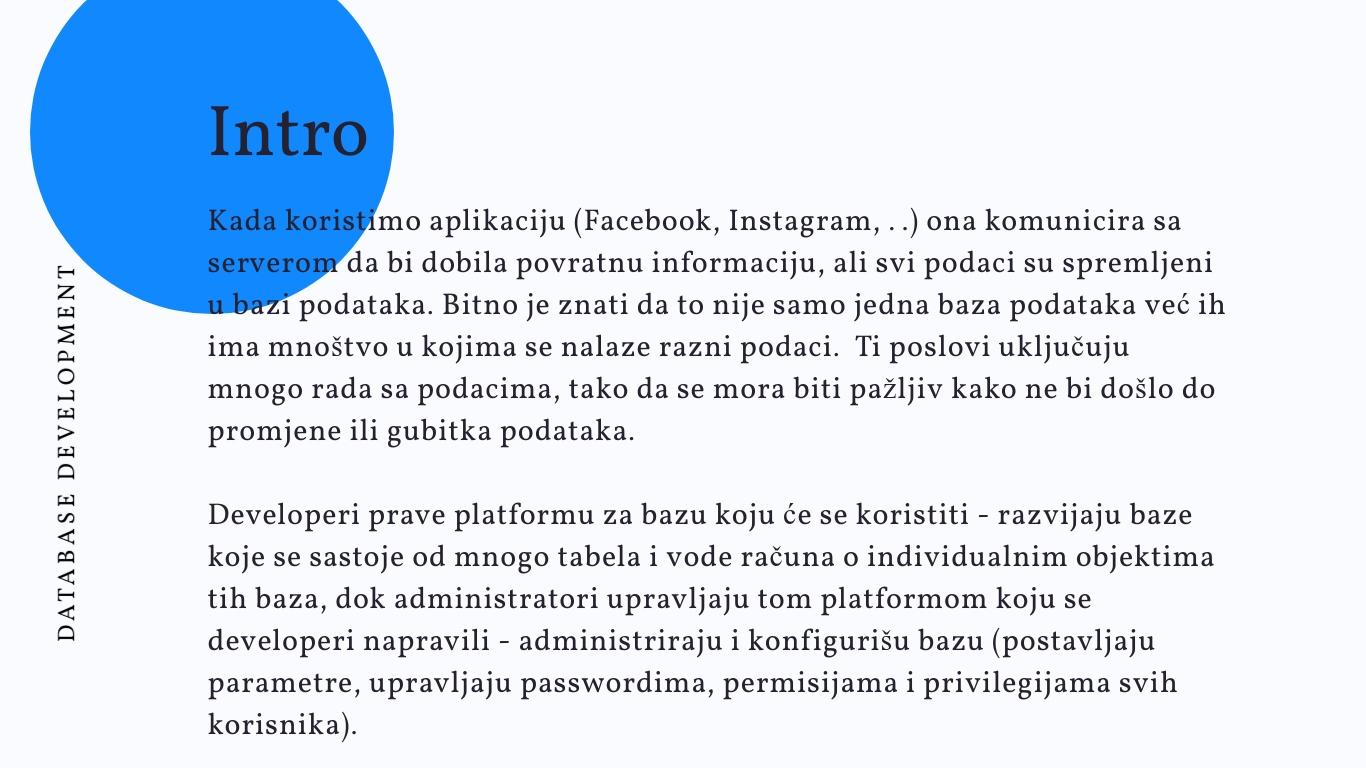 Intro
Kada koristimo aplikaciju (Facebook, Instagram, . .) ona komunicira sa
serverom da bi dobila povratnu informaciju, ali svi podaci su spremljeni
u bazi podataka. Bitno je znati da to nije samo jedna baza podataka već ih
ima mnoštvo u kojima se nalaze razni podaci.  Ti poslovi uključuju
mnogo rada sa podacima, tako da se mora biti pažljiv kako ne bi došlo do
promjene ili gubitka podataka.
Developeri prave platformu za bazu koju će se koristiti - razvijaju baze
koje se sastoje od mnogo tabela i vode računa o individualnim objektima
tih baza, dok administratori upravljaju tom platformom koju se
developeri napravili - administriraju i konfigurišu bazu (postavljaju
parametre, upravljaju passwordima, permisijama i privilegijama svih
korisnika).
DATABASE DEVELOPMENT